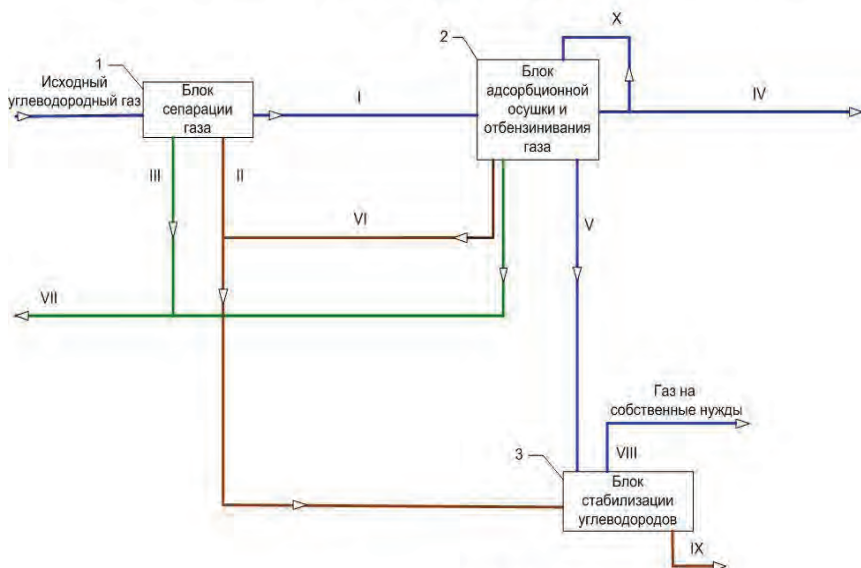 X
2
Блок
адсорбционной
осушки и
отбензинивания
газа
1
Исходный
углеводородный газ
Блок
сепарации
газа
I
IV
III
II
VI
V
VII
Газ на
собственные нужды
VIII
3
Блок
стабилизации
углеводородов
IX